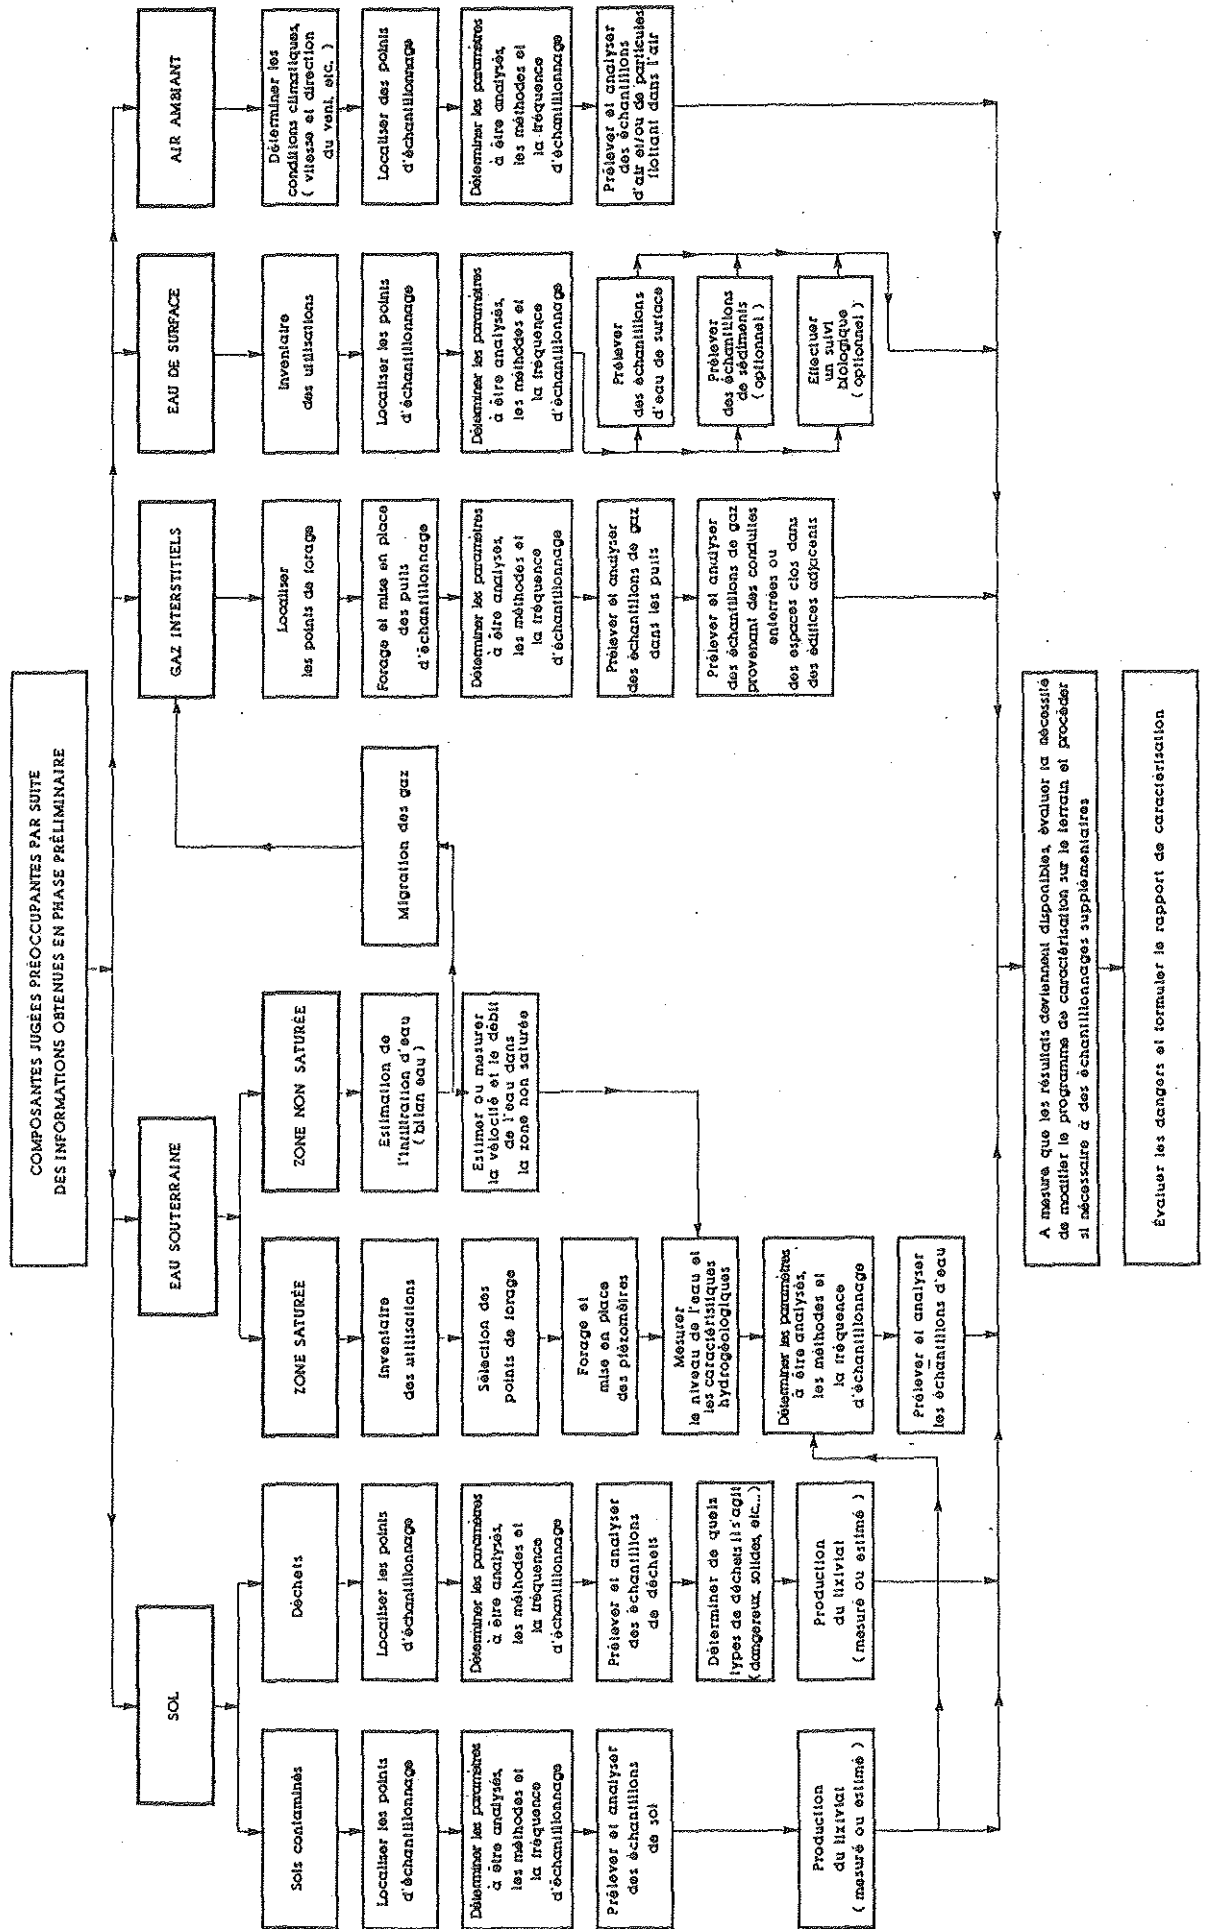 COMPOSANTES JUGÉES PRÉOCCUPANTES PAR SUITE
DES INFORMATIONS OBTENUES EN PHASE PRÉLIMINAIRE
SOL
EAU SOUTERRAINE
GAZ INTERSTITIELS
EAU DE SURFACE
AIR AMBIANT
Sols contaminés
Localiser les points
d'échantillonnage
Déterminer les paramètres
à être analysés,
les méthodes et
la fréquence
d'échantillonnage
Prélever et analyser
des échantillons
de sol
Production
du lixiviat
( mesuré ou estimé )
Déchets
Localiser les points
d'échantillonnage
Déterminer les paramètres
à être analysés,
les méthodes et
la fréquence
d'échantillonnage
Prélever et analyser
des échantillons
de déchets
Déterminer de quels
types de déchets il s'agit
( dangereux, solides, etc...)
Production
du lixiviat
( mesuré ou estimé )
ZONE SATURÉE
Inventaire
des utilisations
Sélection des
points de forage
Forage et
mise en place
des piézomètres
Mesurer
le niveau de l'eau et
les caractéristiques
hydrogéologiques
Déterminer les paramètres
à être analysés,
les méthodes et
la fréquence
d'échantillonnage
Prélever et analyser
les échantillons d'eau
ZONE NON SATURÉE
Estimation de
l'infiltration d'eau
( bilan eau )
Estimer ou mesurer
la vélocité et le débit
de l'eau dans
la zone non saturée
Migration des gaz
Localiser
les points de forage
Forage et mise en place
des puits
d'échantillonnage
Déterminer les paramètres
à être analysés,
les méthodes et
la fréquence
d'échantillonnage
Prélever et analyser
des échantillons de gaz
dans les puits
Prélever et analyser
des échantillons de gaz
provenant des conduites
enterrées ou
des espaces clos dans
des édifices adjacents
Inventaire
des utilisations
Localiser les points
d'échantillonnage
Déterminer les paramètres
à être analysés,
les méthodes et
la fréquence
d'échantillonnage
Prélever
des échantillons
d'eau de surface
Prélever
des échantillons
de sédiments
( optionnel )
Effectuer
un suivi
biologique
( optionnel )
Déterminer les
conditions climatiques,
( vitesse et direction
du vent, etc. )
Localiser des points
d'échantillonnage
Déterminer les paramètres
à être analysés,
les méthodes et
la fréquence
d'échantillonnage
Prélever et analyser
des échantillons
d'air et/ou de particules
flottant dans l'air
A mesure que les résultats deviennent disponibles, évaluer la nécessité
de modifier le programme de caractérisation sur le terrain et procéder
si nécessaire à des échantillonnages supplémentaires
Évaluer les dangers et formuler le rapport de caractérisation